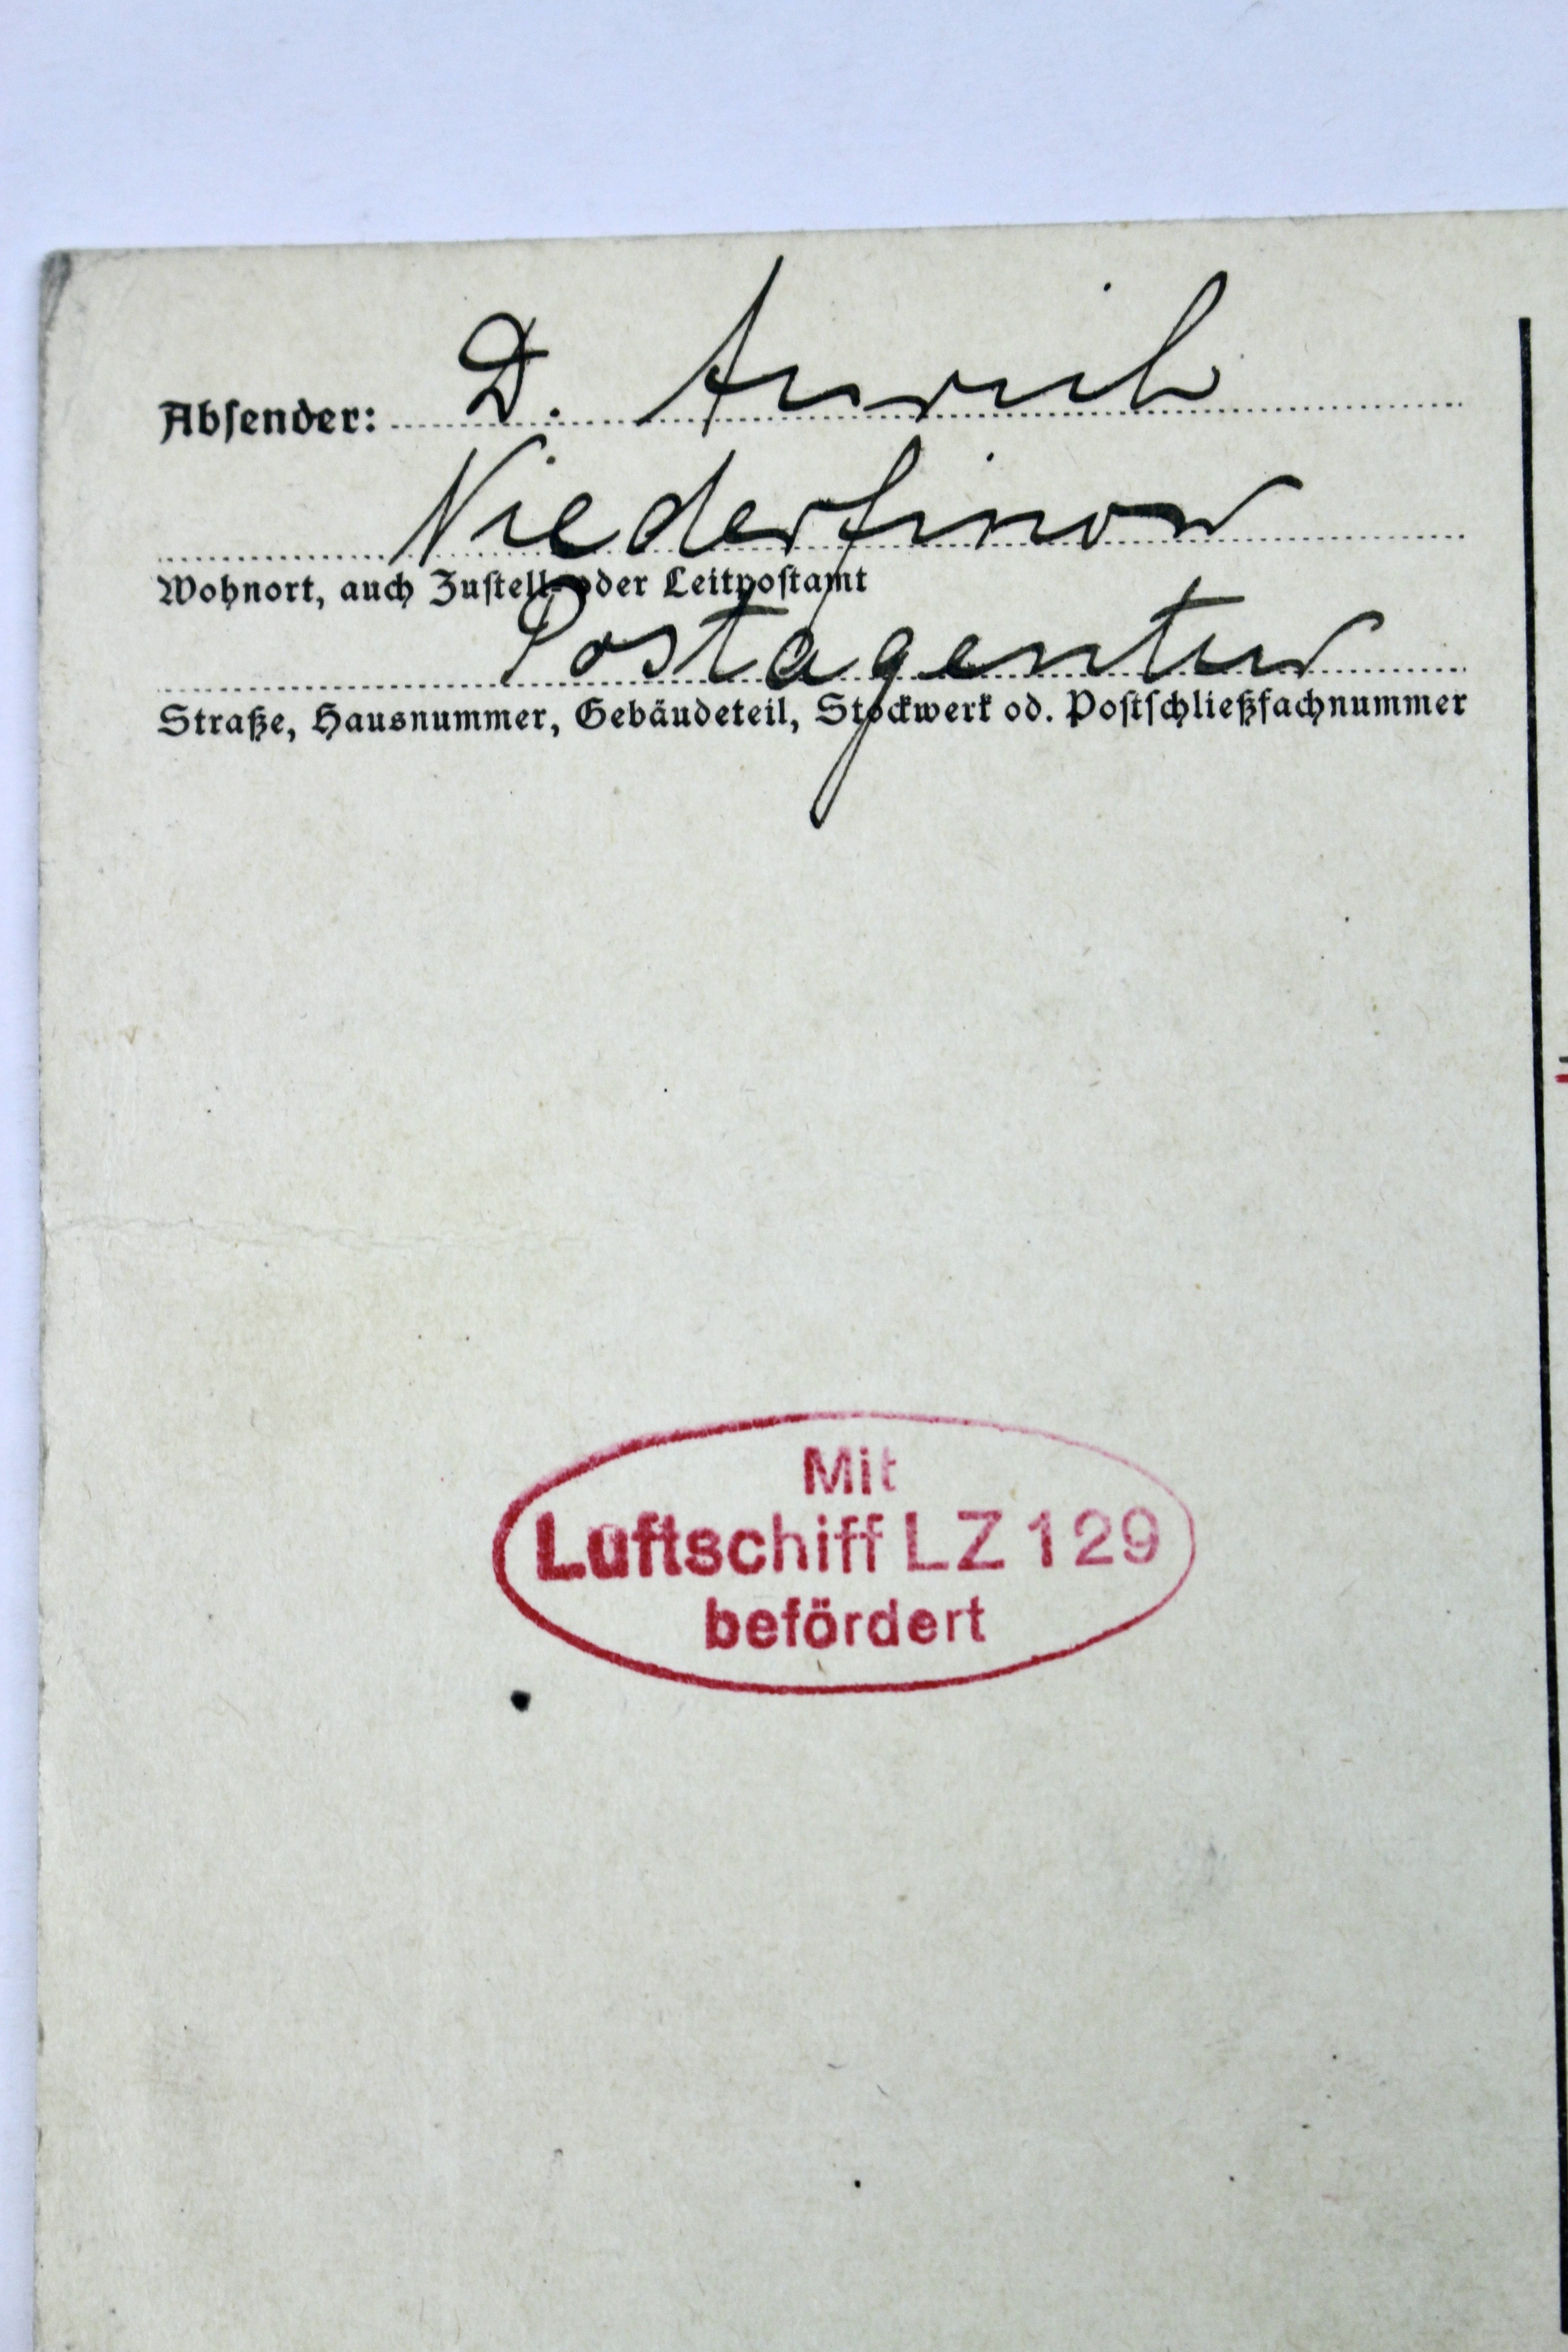 Absender: D. Anrich
Niederfinow
Wohnort, auch Zustell- oder Leitpostamt
Postagentur
Straße, Hausnummer, Gebäudeteil, Stockwerk od. Postschließfachnummer
Mit
Luftschiff LZ 129
befördert